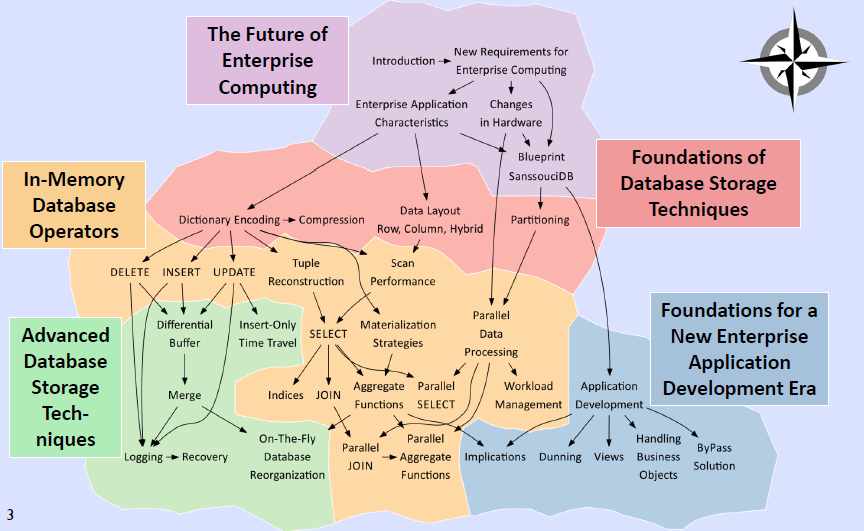 The Future of
Enterprise
Computing
Introduction
New Requirements for
Enterprise Computing
Enterprise Application
Characteristics
Changes
in Hardware
Blueprint
SanssouciDB
Foundations of
Database Storage
Techniques
In-Memory
Database
Operators
Dictionary Encoding
Compression
Data Layout
Row, Column, Hybrid
Partitioning
DELETE
INSERT
UPDATE
Tuple
Reconstruction
Scan
Performance
Advanced
Database
Storage
Tech-
niques
Differential
Buffer
Insert-Only
Time Travel
SELECT
Materialization
Strategies
Parallel
Data
Processing
Foundations for a
New Enterprise
Application
Development Era
Merge
Indices
JOIN
Aggregate
Functions
Parallel
SELECT
Workload
Management
Application
Development
Logging
Recovery
On-The-Fly
Database
Reorganization
Parallel
JOIN
Parallel
Aggregate
Functions
Implications
Dunning
Views
Handling
Business
Objects
ByPass
Solution
3